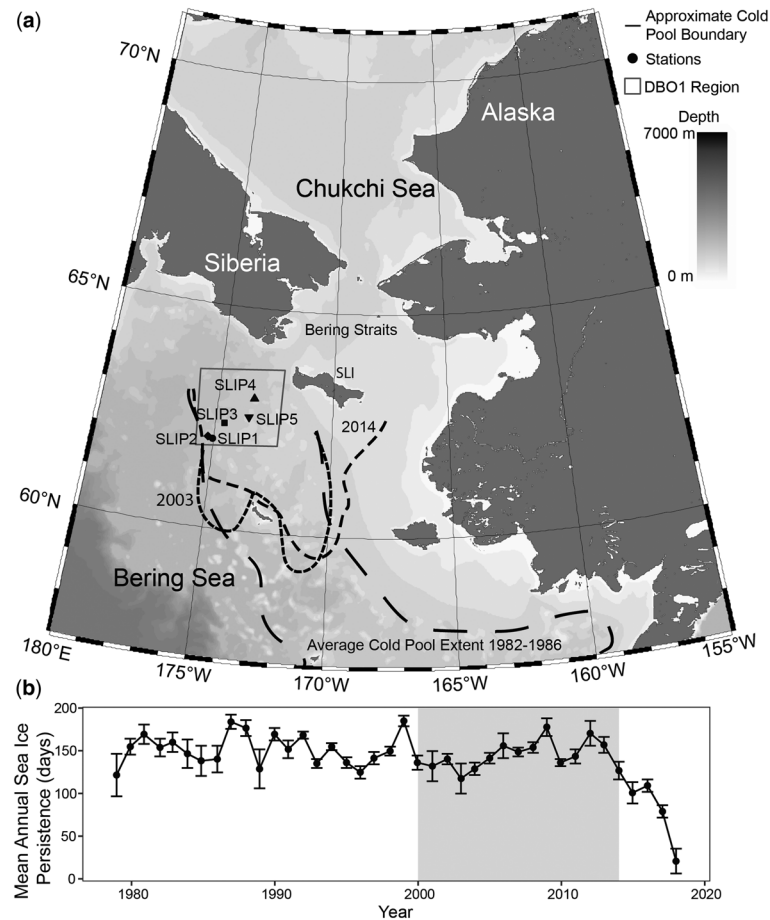 (a)
Approximate Cold
Pool Boundary
Stations
DBO1 Region
Depth
7000 m
0 m
70°N
65°N
60°N
Alaska
Chukchi Sea
Siberia
Bering Straits
SLI
SLIP4
SLIP3
SLIP5
SLIP2
SLIP1
2014
2003
Bering Sea
Average Cold Pool Extent 1982-1986
180°E
175°W
170°W
165°W
160°W
155°W
(b)
Mean Annual Sea Ice
Persistence (days)
200
150
100
50
0
1980
1990
2000
2010
2020
Year